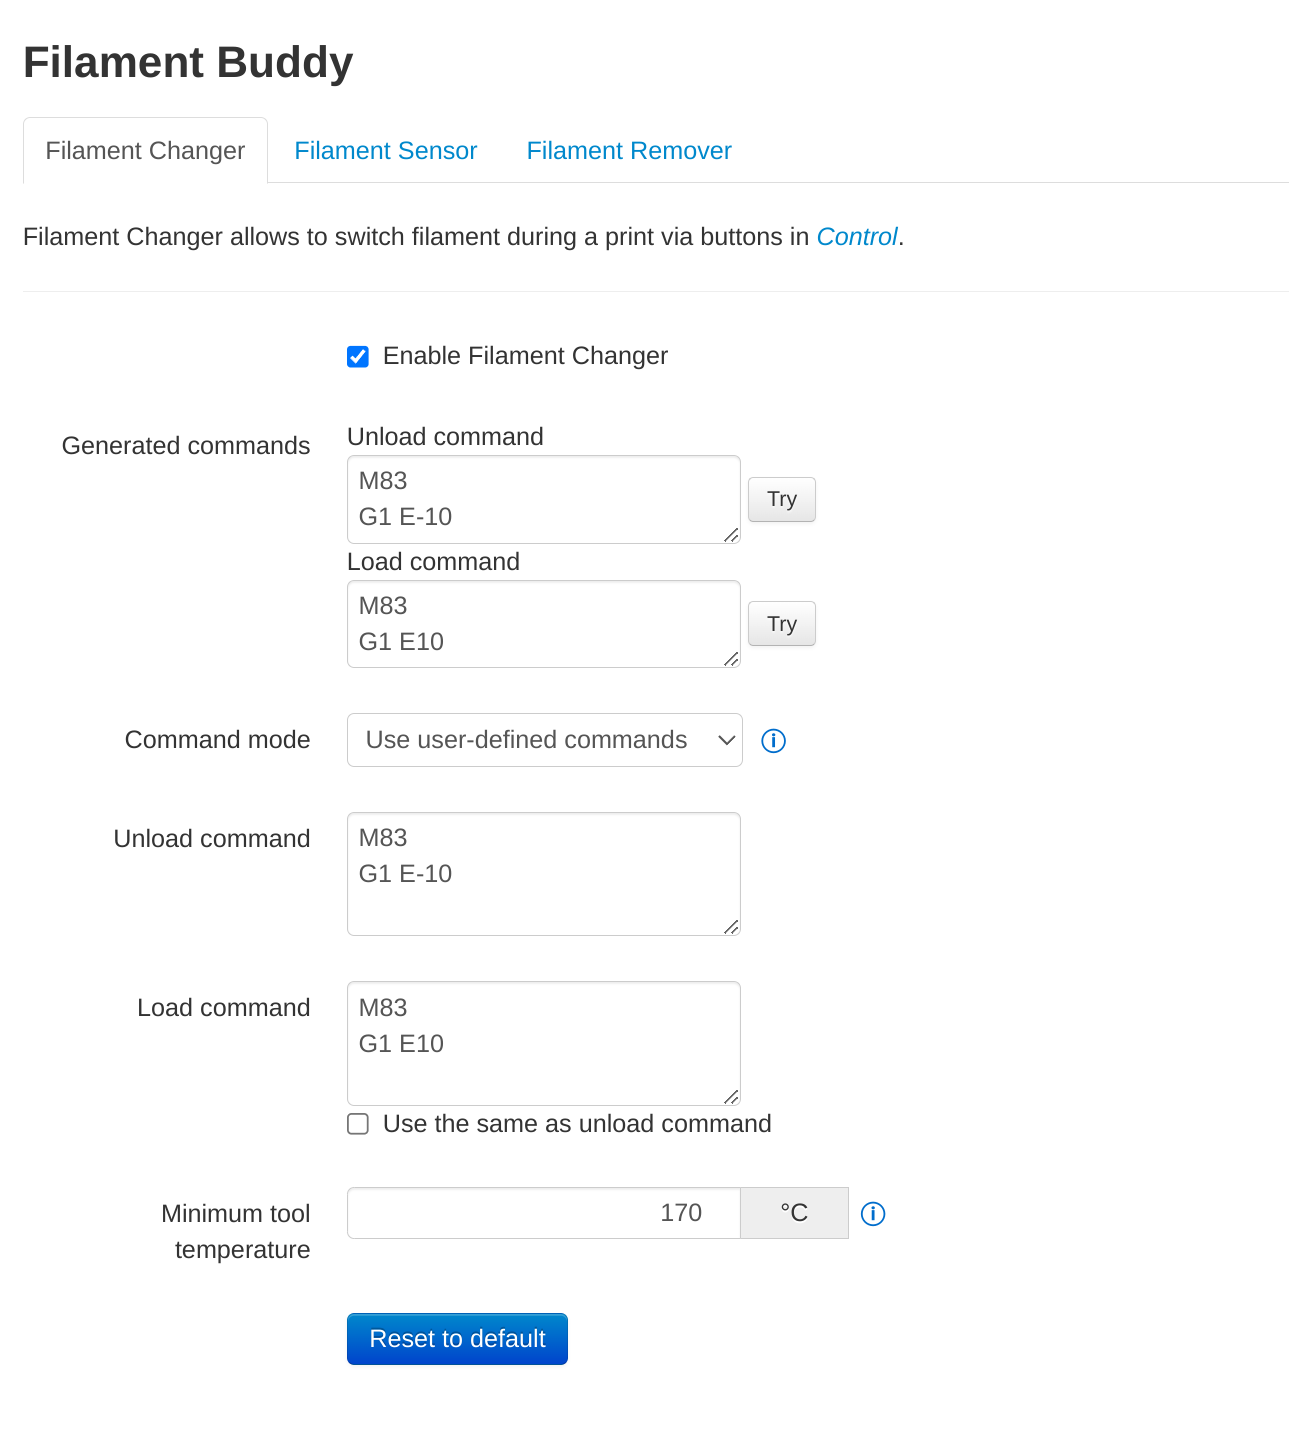 Filament Buddy
Filament Changer Filament Sensor Filament Remover
Filament Changer allows to switch filament during a print via buttons in Control.
Enable Filament Changer
Generated commands
Unload command
M83
G1 E-10
Try
Load command
M83
G1 E10
Try
Command mode
Use user-defined commands
Unload command
M83
G1 E-10
Load command
M83
G1 E10
Use the same as unload command
Minimum tool
temperature
170
°C
Reset to default